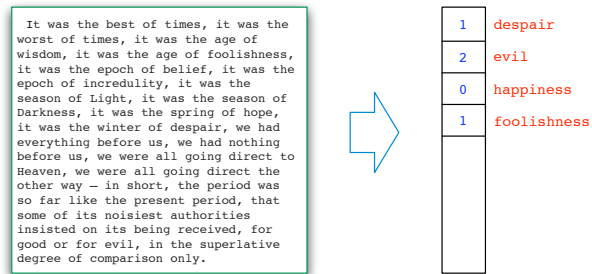 It was the best of times, it was the
worst of times, it was the age of
wisdom, it was the age of foolishness,
it was the epoch of belief, it was the
epoch of incredulity, it was the
season of Light, it was the season of
Darkness, it was the spring of hope,
it was the winter of despair, we had
everything before us, we had nothing
before us, we were all going direct to
Heaven, we were all going direct the
other way – in short, the period was
so far like the present period, that
some of its noisiest authorities
insisted on its being received, for
good or for evil, in the superlative
degree of comparison only.
1 despair
2 evil
0 happiness
1 foolishness